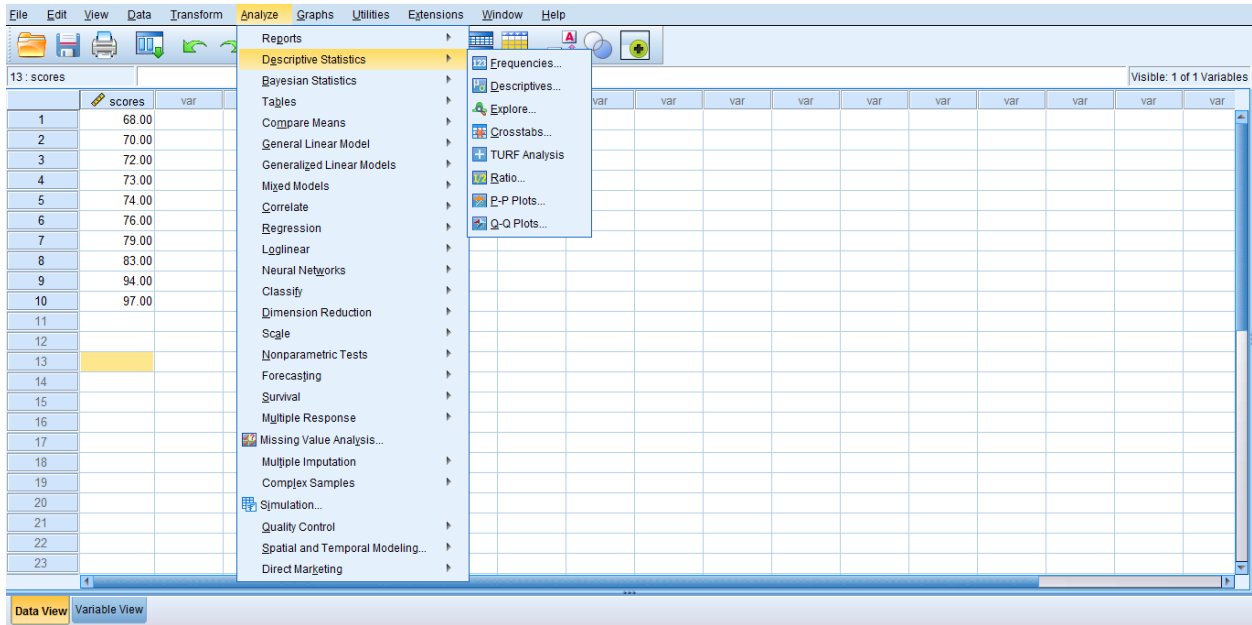 File Edit View Data Transform Analyze Graphs Utilities Extensions Window Help
13 : scores
Visible: 1 of 1 Variables
Reports
Descriptive Statistics
Bayesian Statistics
Tables
Compare Means
General Linear Model
Generalized Linear Models
Mixed Models
Correlate
Regression
Loglinear
Neural Networks
Classify
Dimension Reduction
Scale
Nonparametric Tests
Forecasting
Survival
Multiple Response
Missing Value Analysis...
Multiple Imputation
Complex Samples
Simulation...
Quality Control
Spatial and Temporal Modeling...
Direct Marketing
Frequencies...
Descriptives...
Explore...
Crosstabs...
TURF Analysis
Ratio...
P-P Plots...
Q-Q Plots...
scores var var var var var var var var var var var
1 68.00
2 70.00
3 72.00
4 73.00
5 74.00
6 76.00
7 79.00
8 83.00
9 94.00
10 97.00
11
12
13
14
15
16
17
18
19
20
21
22
23
Data View Variable View